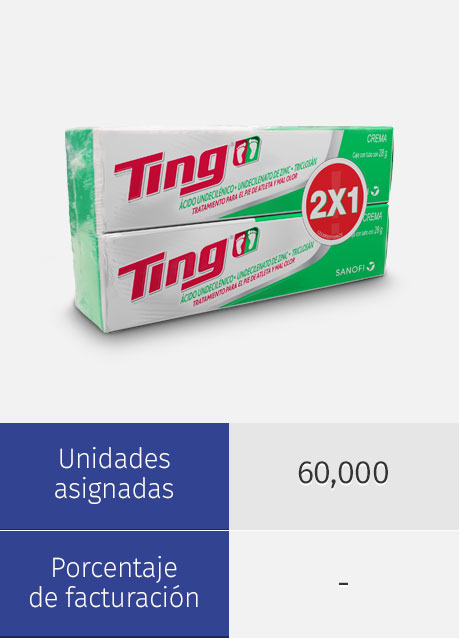 Ting
CREMA
Caja con tubo con 28 g
ÁCIDO UNDECILÉNICO • UNDECILENATO DE ZINC • TRICLOSÁN
TRATAMIENTO PARA EL PIE DE ATLETA Y MAL OLOR
2X1
Ting
CREMA
Caja con tubo con 28 g
ÁCIDO UNDECILÉNICO • UNDECILENATO DE ZINC • TRICLOSÁN
TRATAMIENTO PARA EL PIE DE ATLETA Y MAL OLOR
SANOFI
Unidades
asignadas
60,000
Porcentaje
de facturación
-